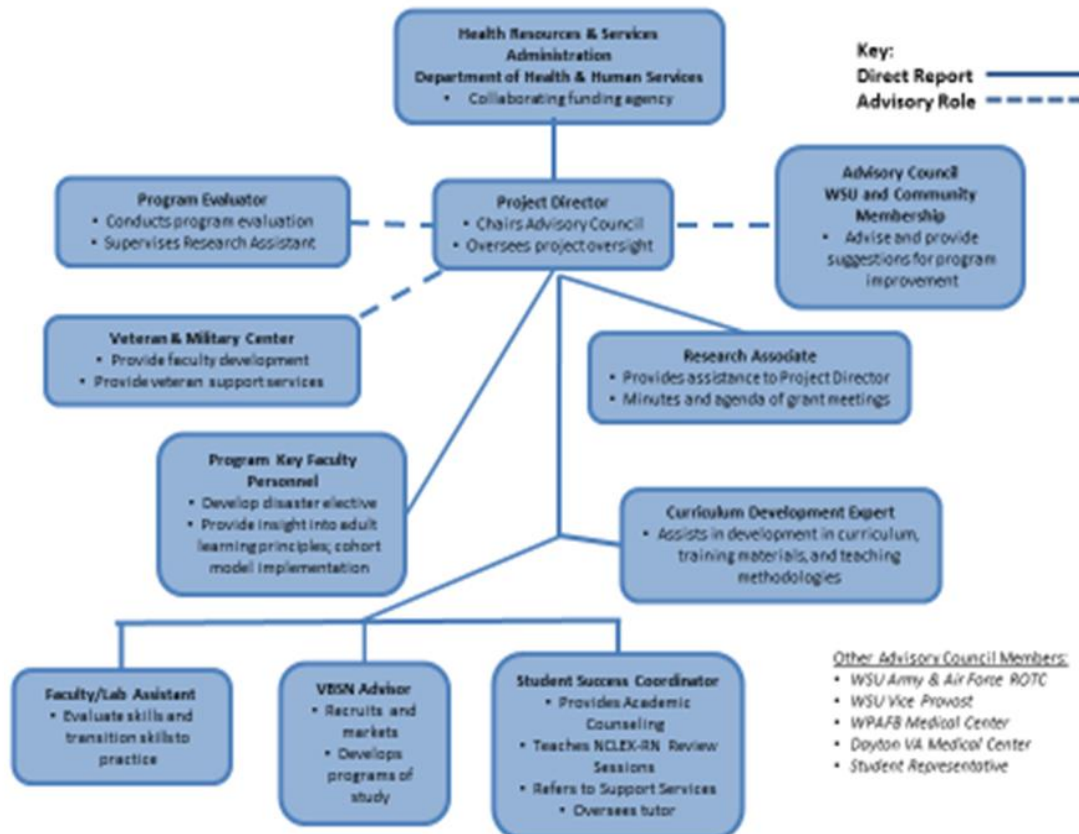 Health Resources & Services
Administration
Department of Health & Human Services
• Collaborating funding agency
Key:
Direct Report
Advisory Role
Program Evaluator
• Conducts program evaluation
• Supervises Research Assistant
Project Director
• Chairs Advisory Council
• Oversees project oversight
Advisory Council
WSU and Community
Membership
• Advise and provide
suggestions for program
improvement
Veteran & Military Center
• Provide faculty development
• Provide veteran support services
Research Associate
• Provides assistance to Project Director
• Minutes and agenda of grant meetings
Program Key Faculty
Personnel
• Develop disaster elective
• Provide insight into adult
learning principles; cohort
model implementation
Curriculum Development Expert
• Assists in development in curriculum,
training materials, and teaching
methodologies
Faculty/Lab Assistant
• Evaluate skills and
transition skills to
practice
VBSN Advisor
• Recruits and
markets
• Develops
programs of
study
Student Success Coordinator
• Provides Academic
Counseling
• Teaches NCLEX-RN Review
Sessions
• Refers to Support Services
• Oversees tutor
Other Advisory Council Members:
• WSU Army & Air Force ROTC
• WSU Vice Provost
• WPAFB Medical Center
• Dayton VA Medical Center
• Student Representative